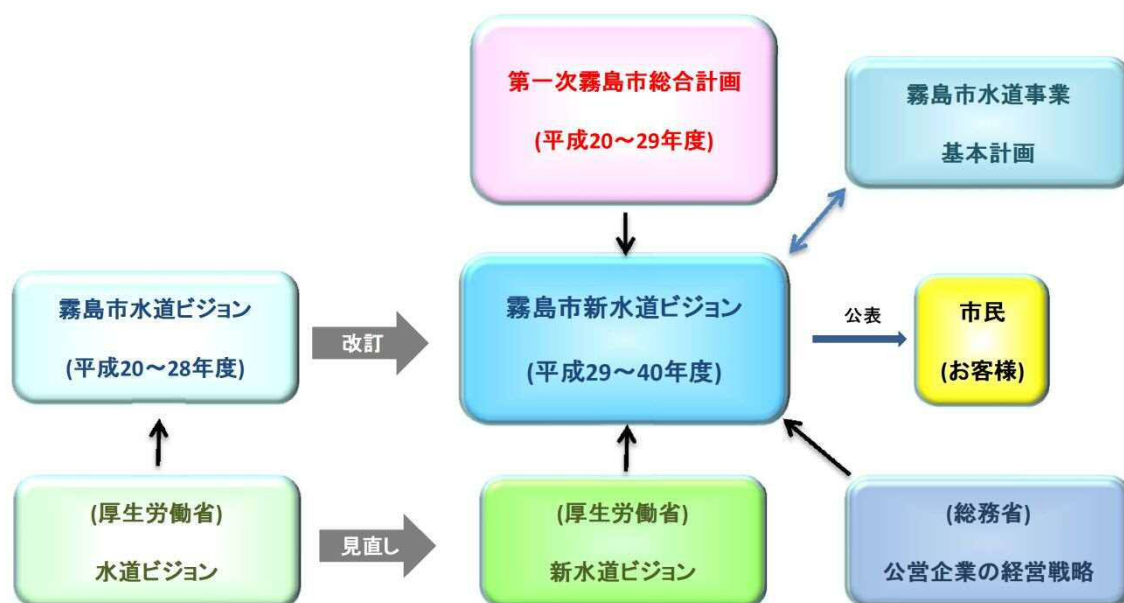 第一次霧島市総合計画
(平成20～29年度)
霧島市水道事業
基本計画
霧島市水道ビジョン
(平成20～28年度)
改訂
霧島市新水道ビジョン
(平成29～40年度)
公表
市民
(お客様)
(厚生労働省)
水道ビジョン
見直し
(厚生労働省)
新水道ビジョン
(総務省)
公営企業の経営戦略